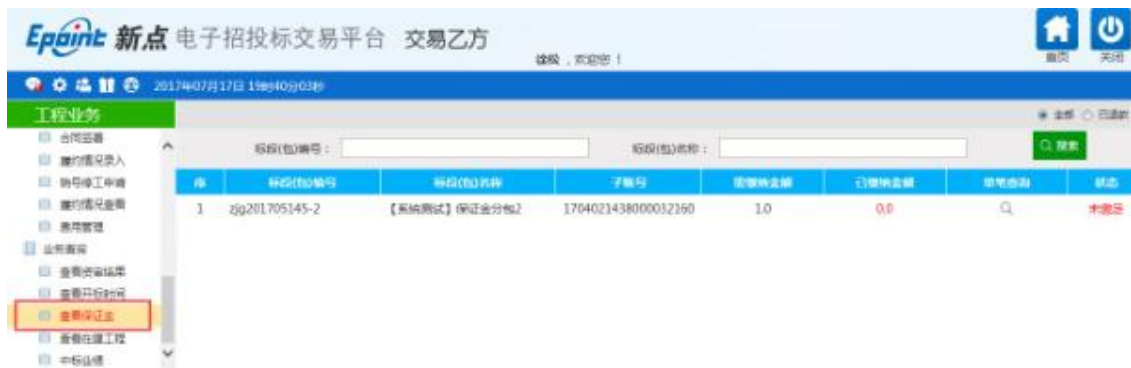 Epoint 新点 电子招投标交易平台 交易乙方
徐皎，欢迎您！
首页
关闭
2017年07月17日 19时40分03秒
工程业务
全部 已退款
合同签署
履约情况录入
标段(包)编号：
标段(包)名称：
搜索
履约情况查看
费用管理
业务查询
查看资审结果
查看开标时间
查看保证金
查看在建工程
中标业绩
序 标段(包)编号 标段(包)名称 子账号 需缴纳金额 已缴纳金额 单笔查询 状态
1 zjg201705145-2 【系统测试】保证金分包2 1704021438000032160 1.0 0.0 未缴足